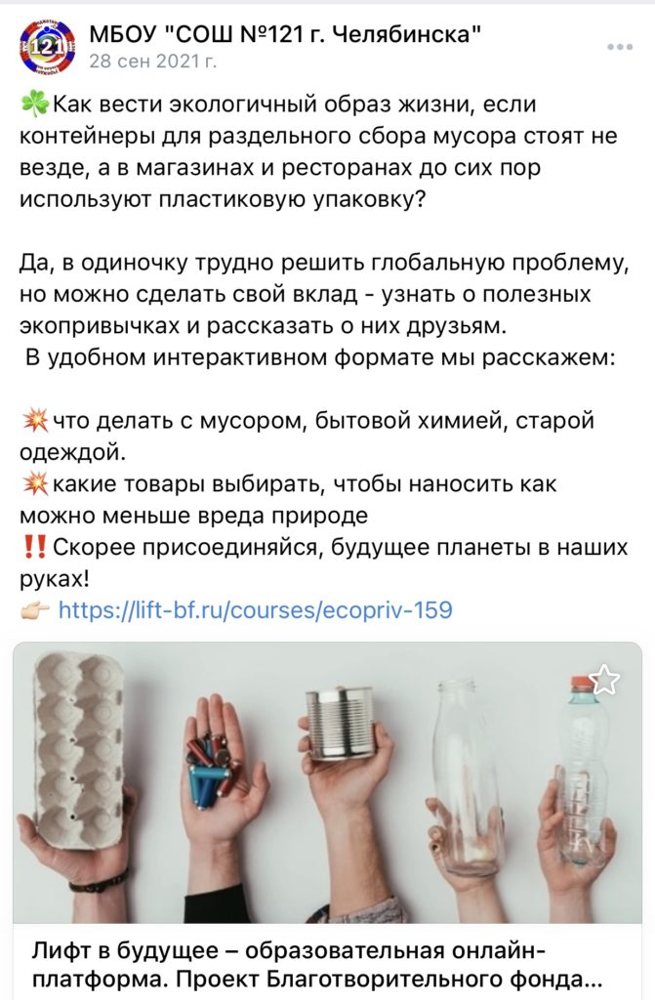 МБОУ "СОШ №121 г. Челябинска"
28 сен 2021 г.
121
☘️Как вести экологичный образ жизни, если
контейнеры для раздельного сбора мусора стоят не
везде, а в магазинах и ресторанах до сих пор
используют пластиковую упаковку?
Да, в одиночку трудно решить глобальную проблему,
но можно сделать свой вклад - узнать о полезных
экопривычках и рассказать о них друзьям.
В удобном интерактивном формате мы расскажем:
💥что делать с мусором, бытовой химией, старой
одеждой.
💥какие товары выбирать, чтобы наносить как
можно меньше вреда природе
‼️Скорее присоединяйся, будущее планеты в наших
руках!
👉🏻 https://lift-bf.ru/courses/ecopriv-159
Лифт в будущее – образовательная онлайн-
платформа. Проект Благотворительного фонда...